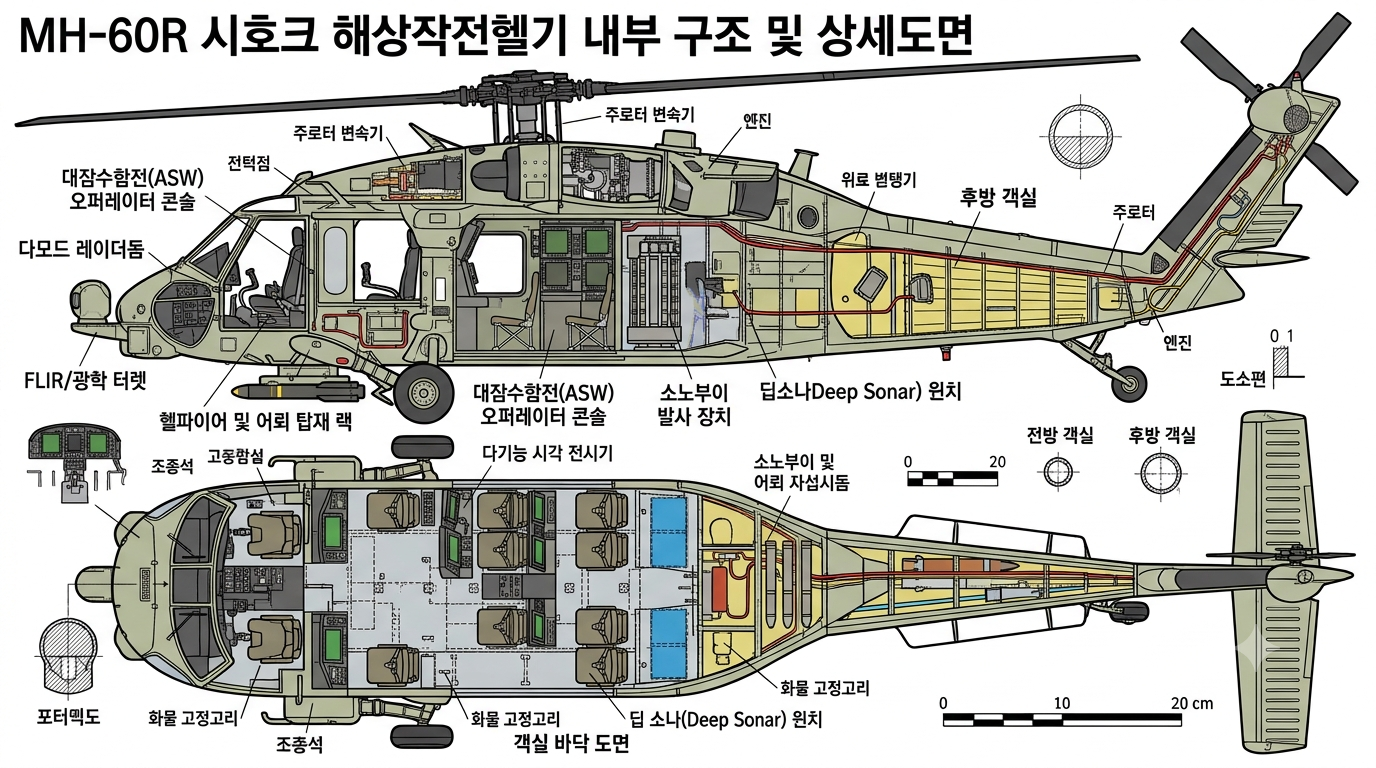 MH-60R 시호크 해상작전헬기 내부 구조 및 상세도면
주로터 변속기
주로터 변속기
엔진
전턱점
대잠수함전(ASW)
오퍼레이터 콘솔
위로 범탱기
후방 객실
주로터
다모드 레이더돔
엔진
0 1
도소편
FLIR/광학 터렛
헬파이어 및 어뢰 탑재 랙
대잠수함전(ASW)
오퍼레이터 콘솔
소노부이
발사 장치
딥소나Deep Sonar) 윈치
조종석
다기능 시각 전시기
소노부이 및
어뢰 자섭시돔
0 20
전방 객실
후방 객실
포터맥도
화물 고정고리
조종석
화물 고정고리
객실 바닥 도면
딥 소나(Deep Sonar) 윈치
화물 고정고리
0 10 20 cm